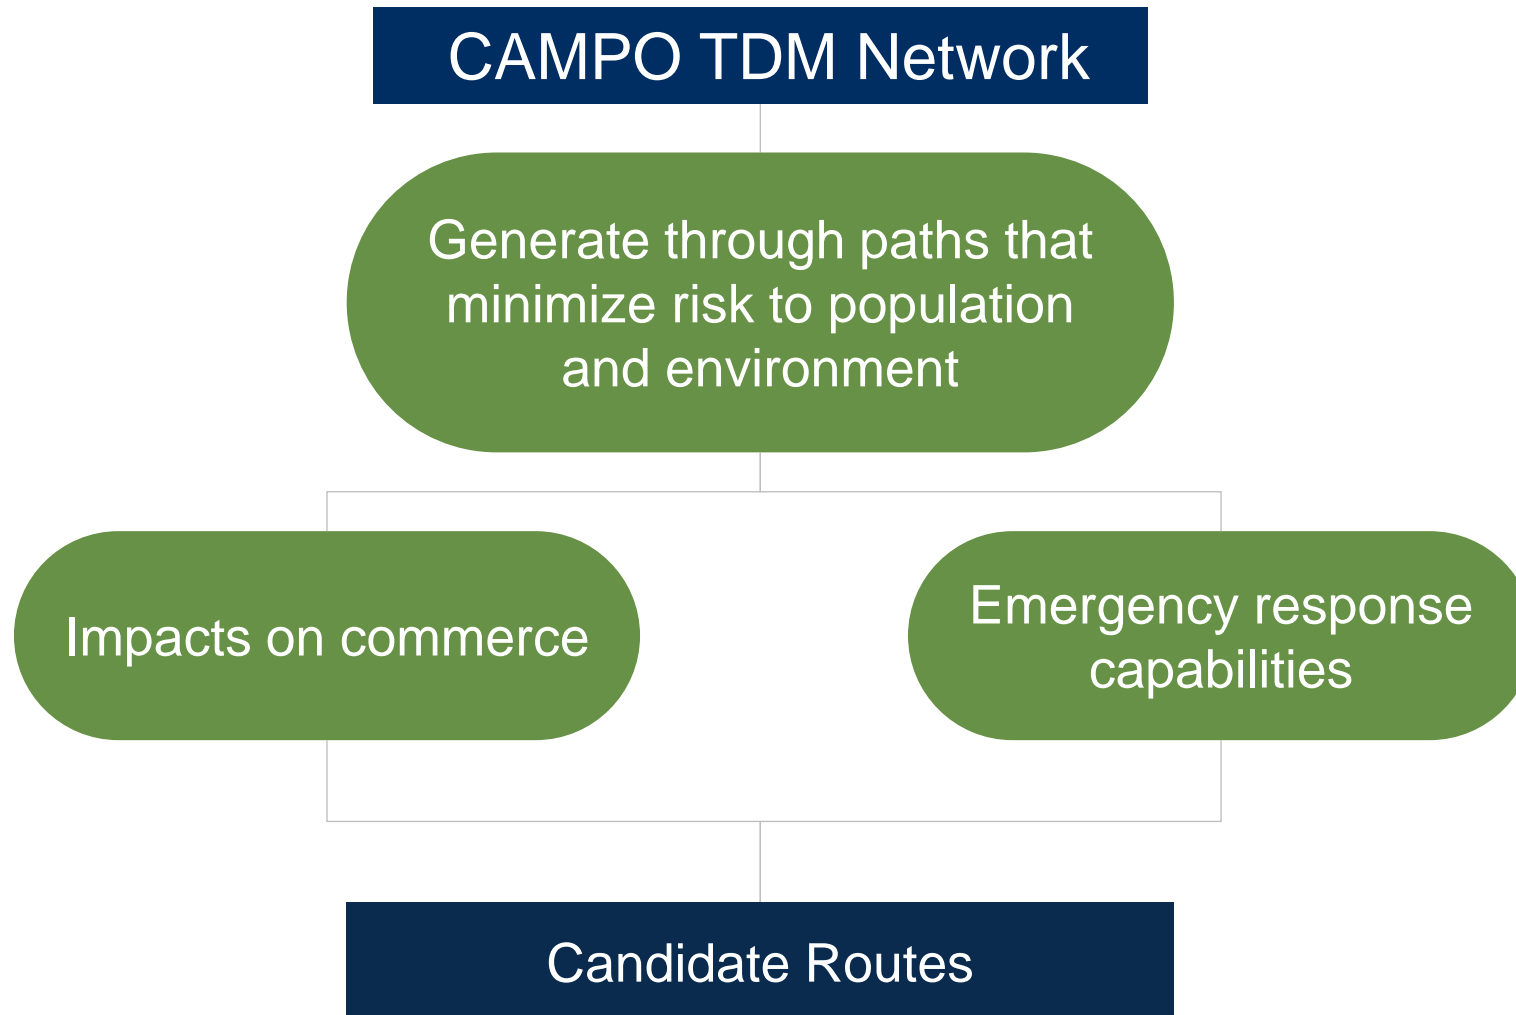 CAMPO TDM Network
Generate through paths that
minimize risk to population
and environment
Impacts on commerce
Emergency response
capabilities
Candidate Routes